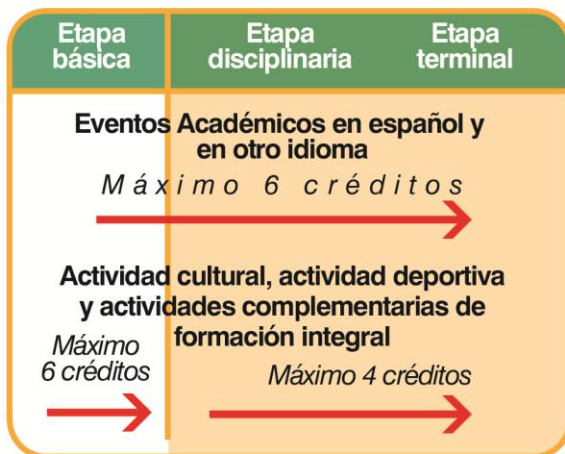 Etapa básica
Etapa disciplinaria
Etapa terminal
Eventos Académicos en español y
en otro idioma
Máximo 6 créditos
Actividad cultural, actividad deportiva
y actividades complementarias de
formación integral
Máximo
6 créditos
Máximo 4 créditos